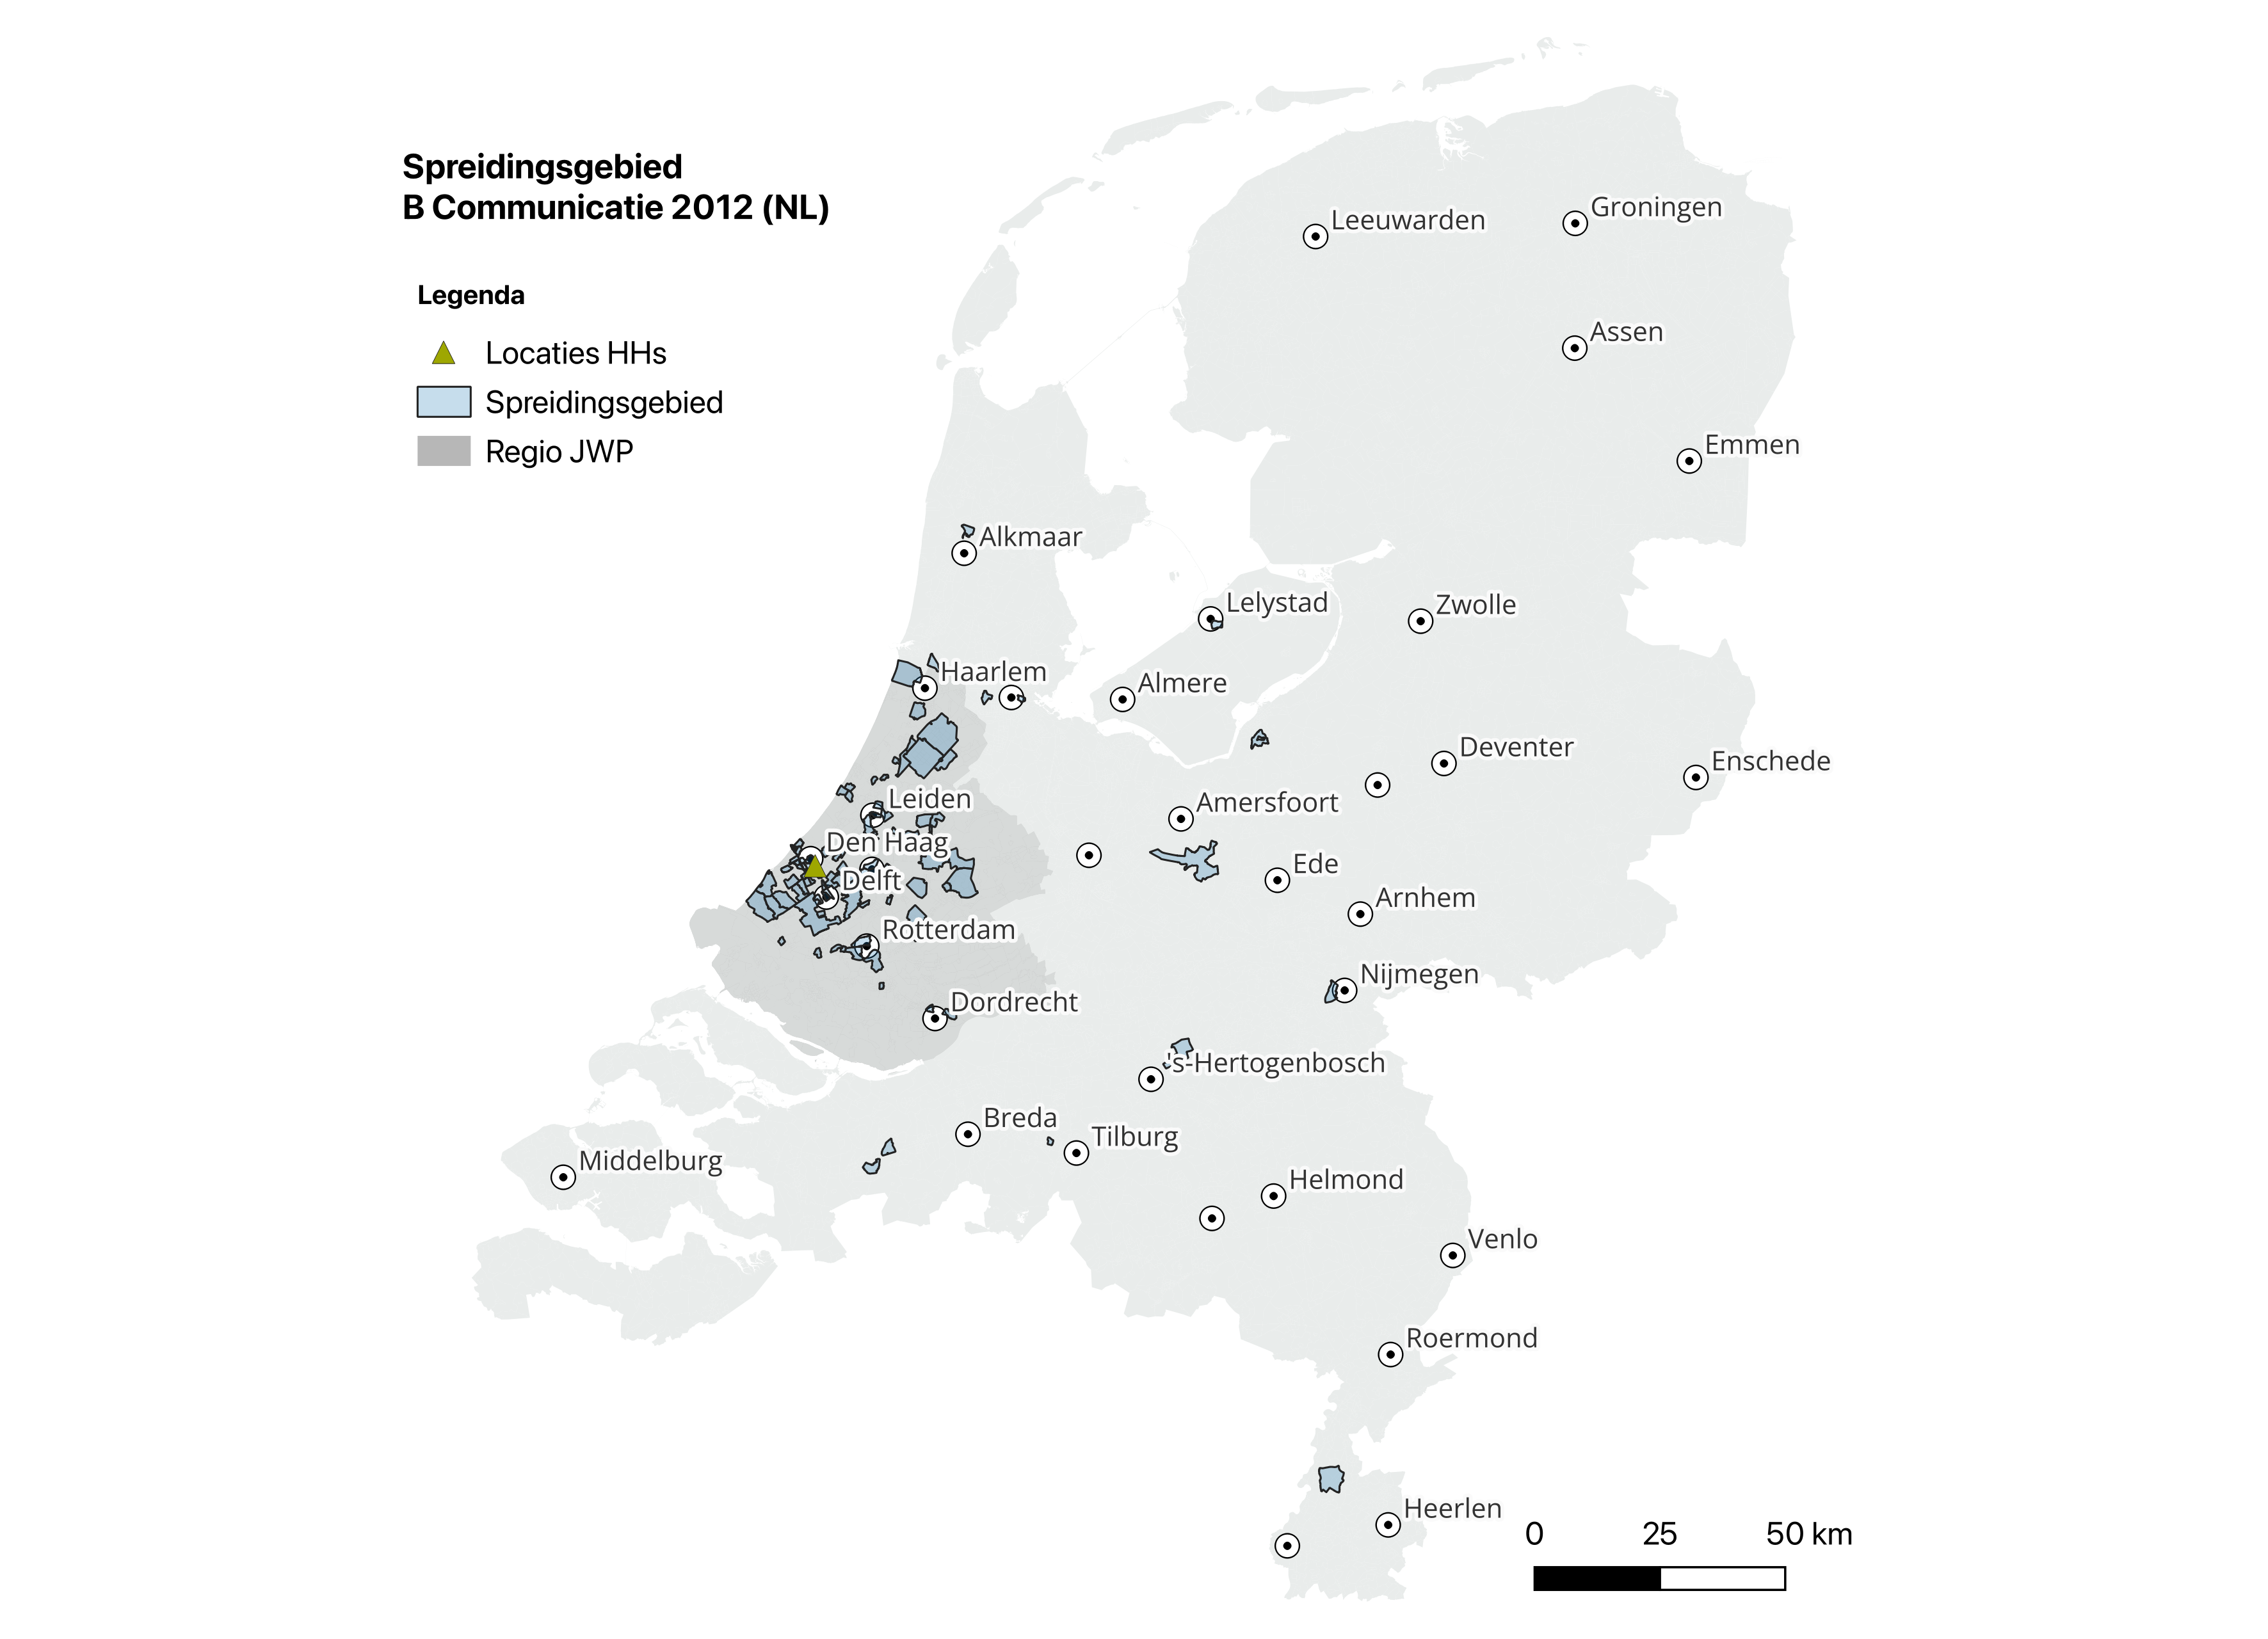 Spreidingsgebied
B Communicatie 2012 (NL)
Legenda
Locaties HHs
Spreidingsgebied
Regio JWP
Leeuwarden
Groningen
Assen
Emmen
Alkmaar
Lelystad
Zwolle
Haarlem
Almere
Deventer
Enschede
Leiden
Amersfoort
Den Haag
Ede
Delft
Arnhem
Rotterdam
Nijmegen
Dordrecht
's-Hertogenbosch
Breda
Tilburg
Middelburg
Helmond
Venlo
Roermond
Heerlen
0 25 50 km